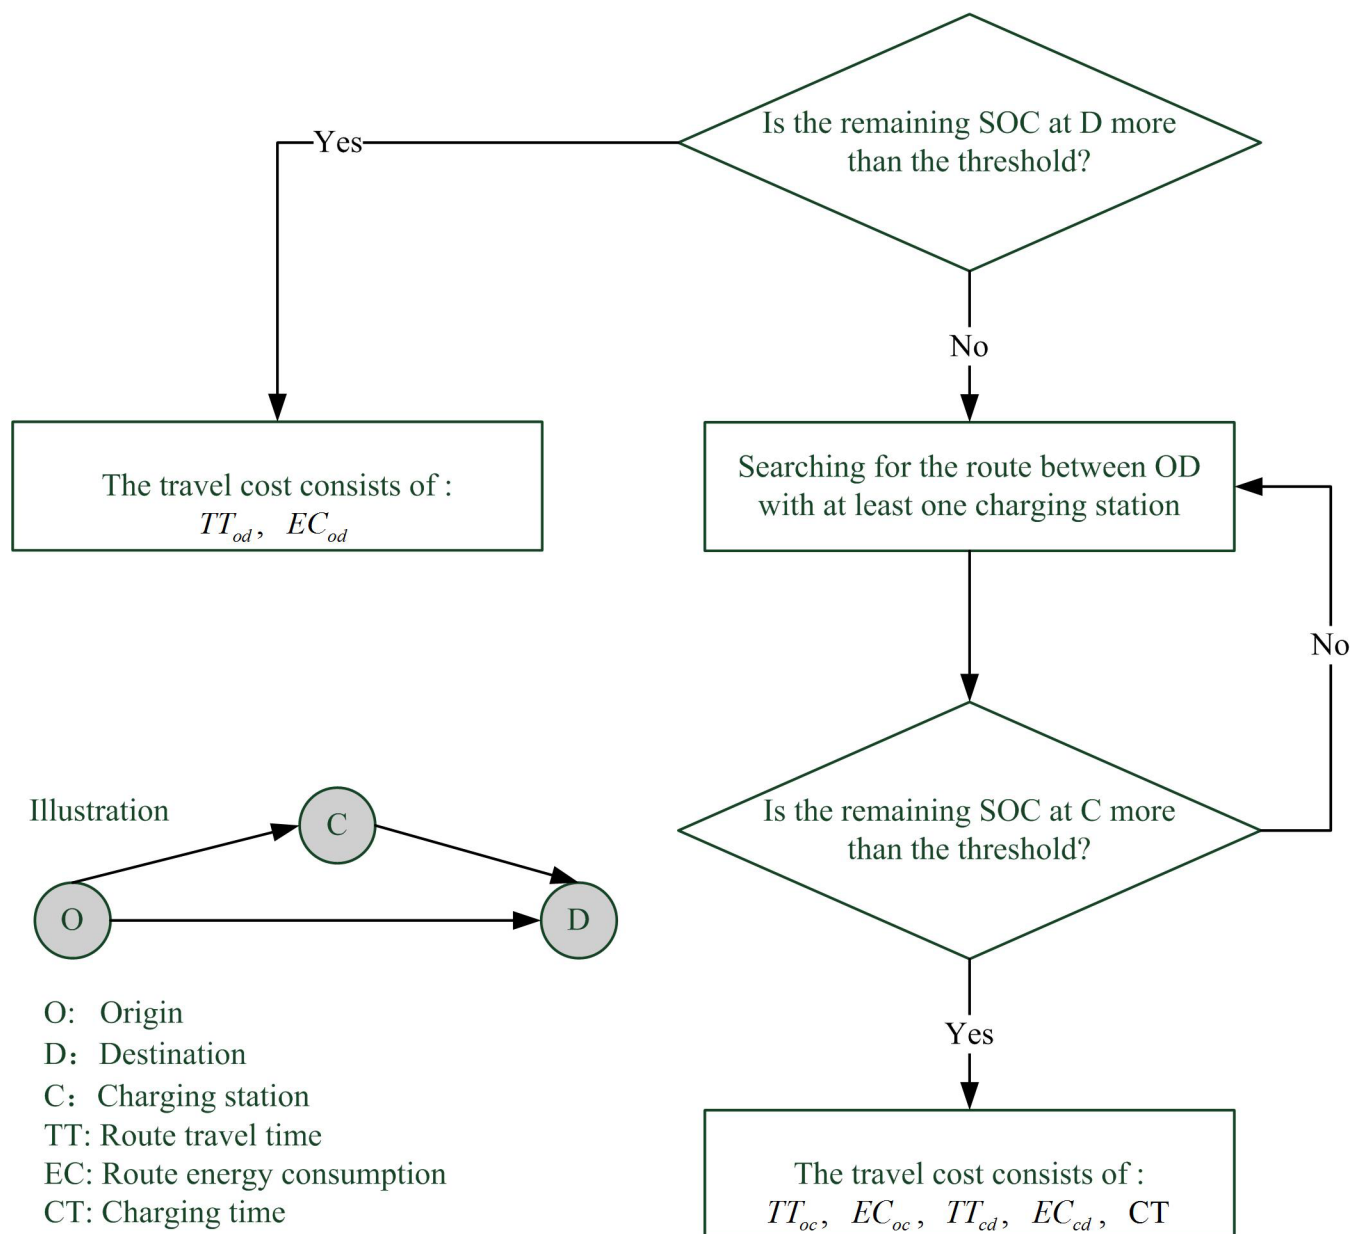 Is the remaining SOC at D more
than the threshold?
Yes
No
The travel cost consists of :
TT_od, EC_od
Searching for the route between OD
with at least one charging station
No
Is the remaining SOC at C more
than the threshold?
Illustration
C
O
D
Yes
O: Origin
D：Destination
C：Charging station
TT: Route travel time
EC: Route energy consumption
CT: Charging time
The travel cost consists of :
TT_oc, EC_oc, TT_cd, EC_cd, CT